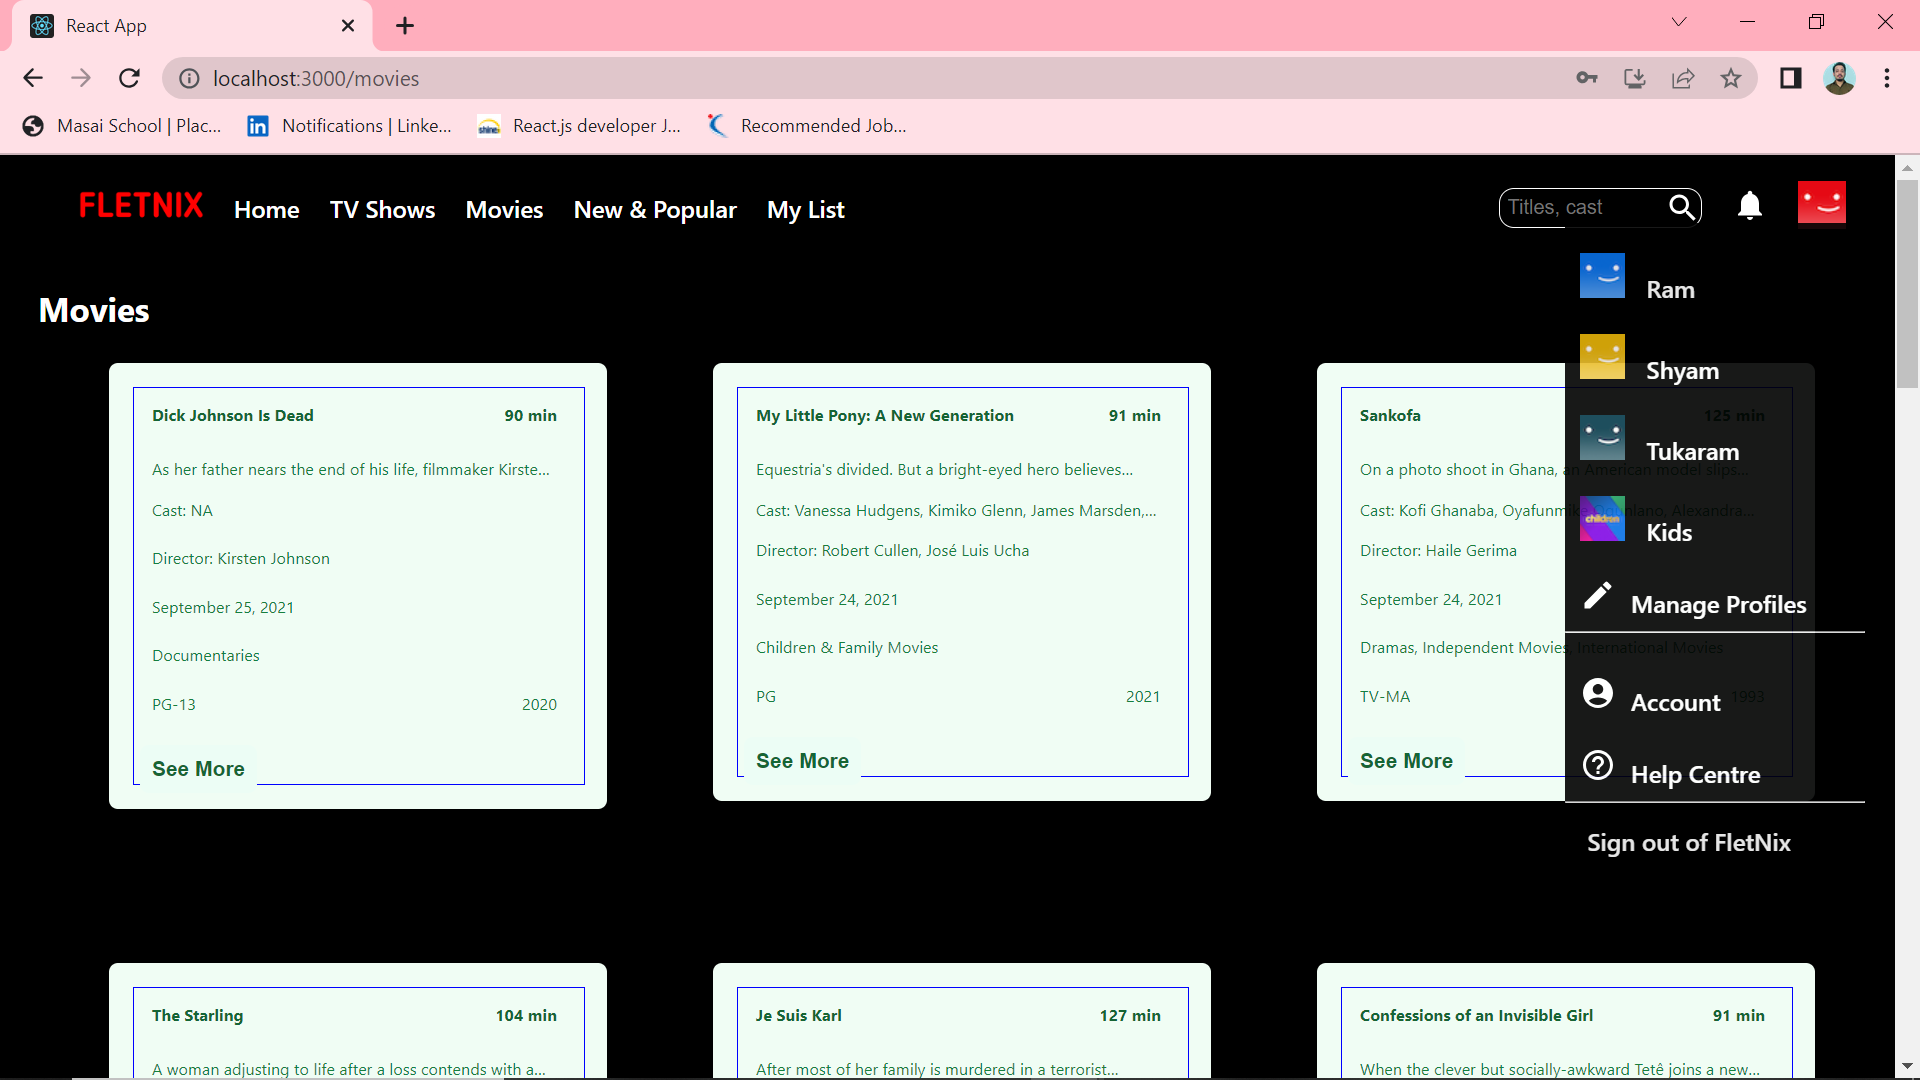 React App
localhost:3000/movies
Masai School | Plac...
Notifications | Linke...
React.js developer J...
Recommended Job...
FLETNIX Home TV Shows Movies New & Popular My List Titles, cast
Movies
Dick Johnson Is Dead 90 min
As her father nears the end of his life, filmmaker Kirste...
Cast: NA
Director: Kirsten Johnson
September 25, 2021
Documentaries
PG-13 2020
See More
My Little Pony: A New Generation 91 min
Equestria's divided. But a bright-eyed hero believes...
Cast: Vanessa Hudgens, Kimiko Glenn, James Marsden,...
Director: Robert Cullen, José Luis Ucha
September 24, 2021
Children & Family Movies
PG 2021
See More
Sankofa 125 min
On a photo shoot in Ghana, an American model slips...
Cast: Kofi Ghanaba, Oyafunmike Ogunlano, Alexandra...
Director: Haile Gerima
September 24, 2021
Dramas, Independent Movies, International Movies
TV-MA 1993
See More
Ram
Shyam
Tukaram
children
Kids
Manage Profiles
Account
Help Centre
Sign out of FletNix
The Starling 104 min
A woman adjusting to life after a loss contends with a...
Je Suis Karl 127 min
After most of her family is murdered in a terrorist...
Confessions of an Invisible Girl 91 min
When the clever but socially-awkward Tetê joins a new...